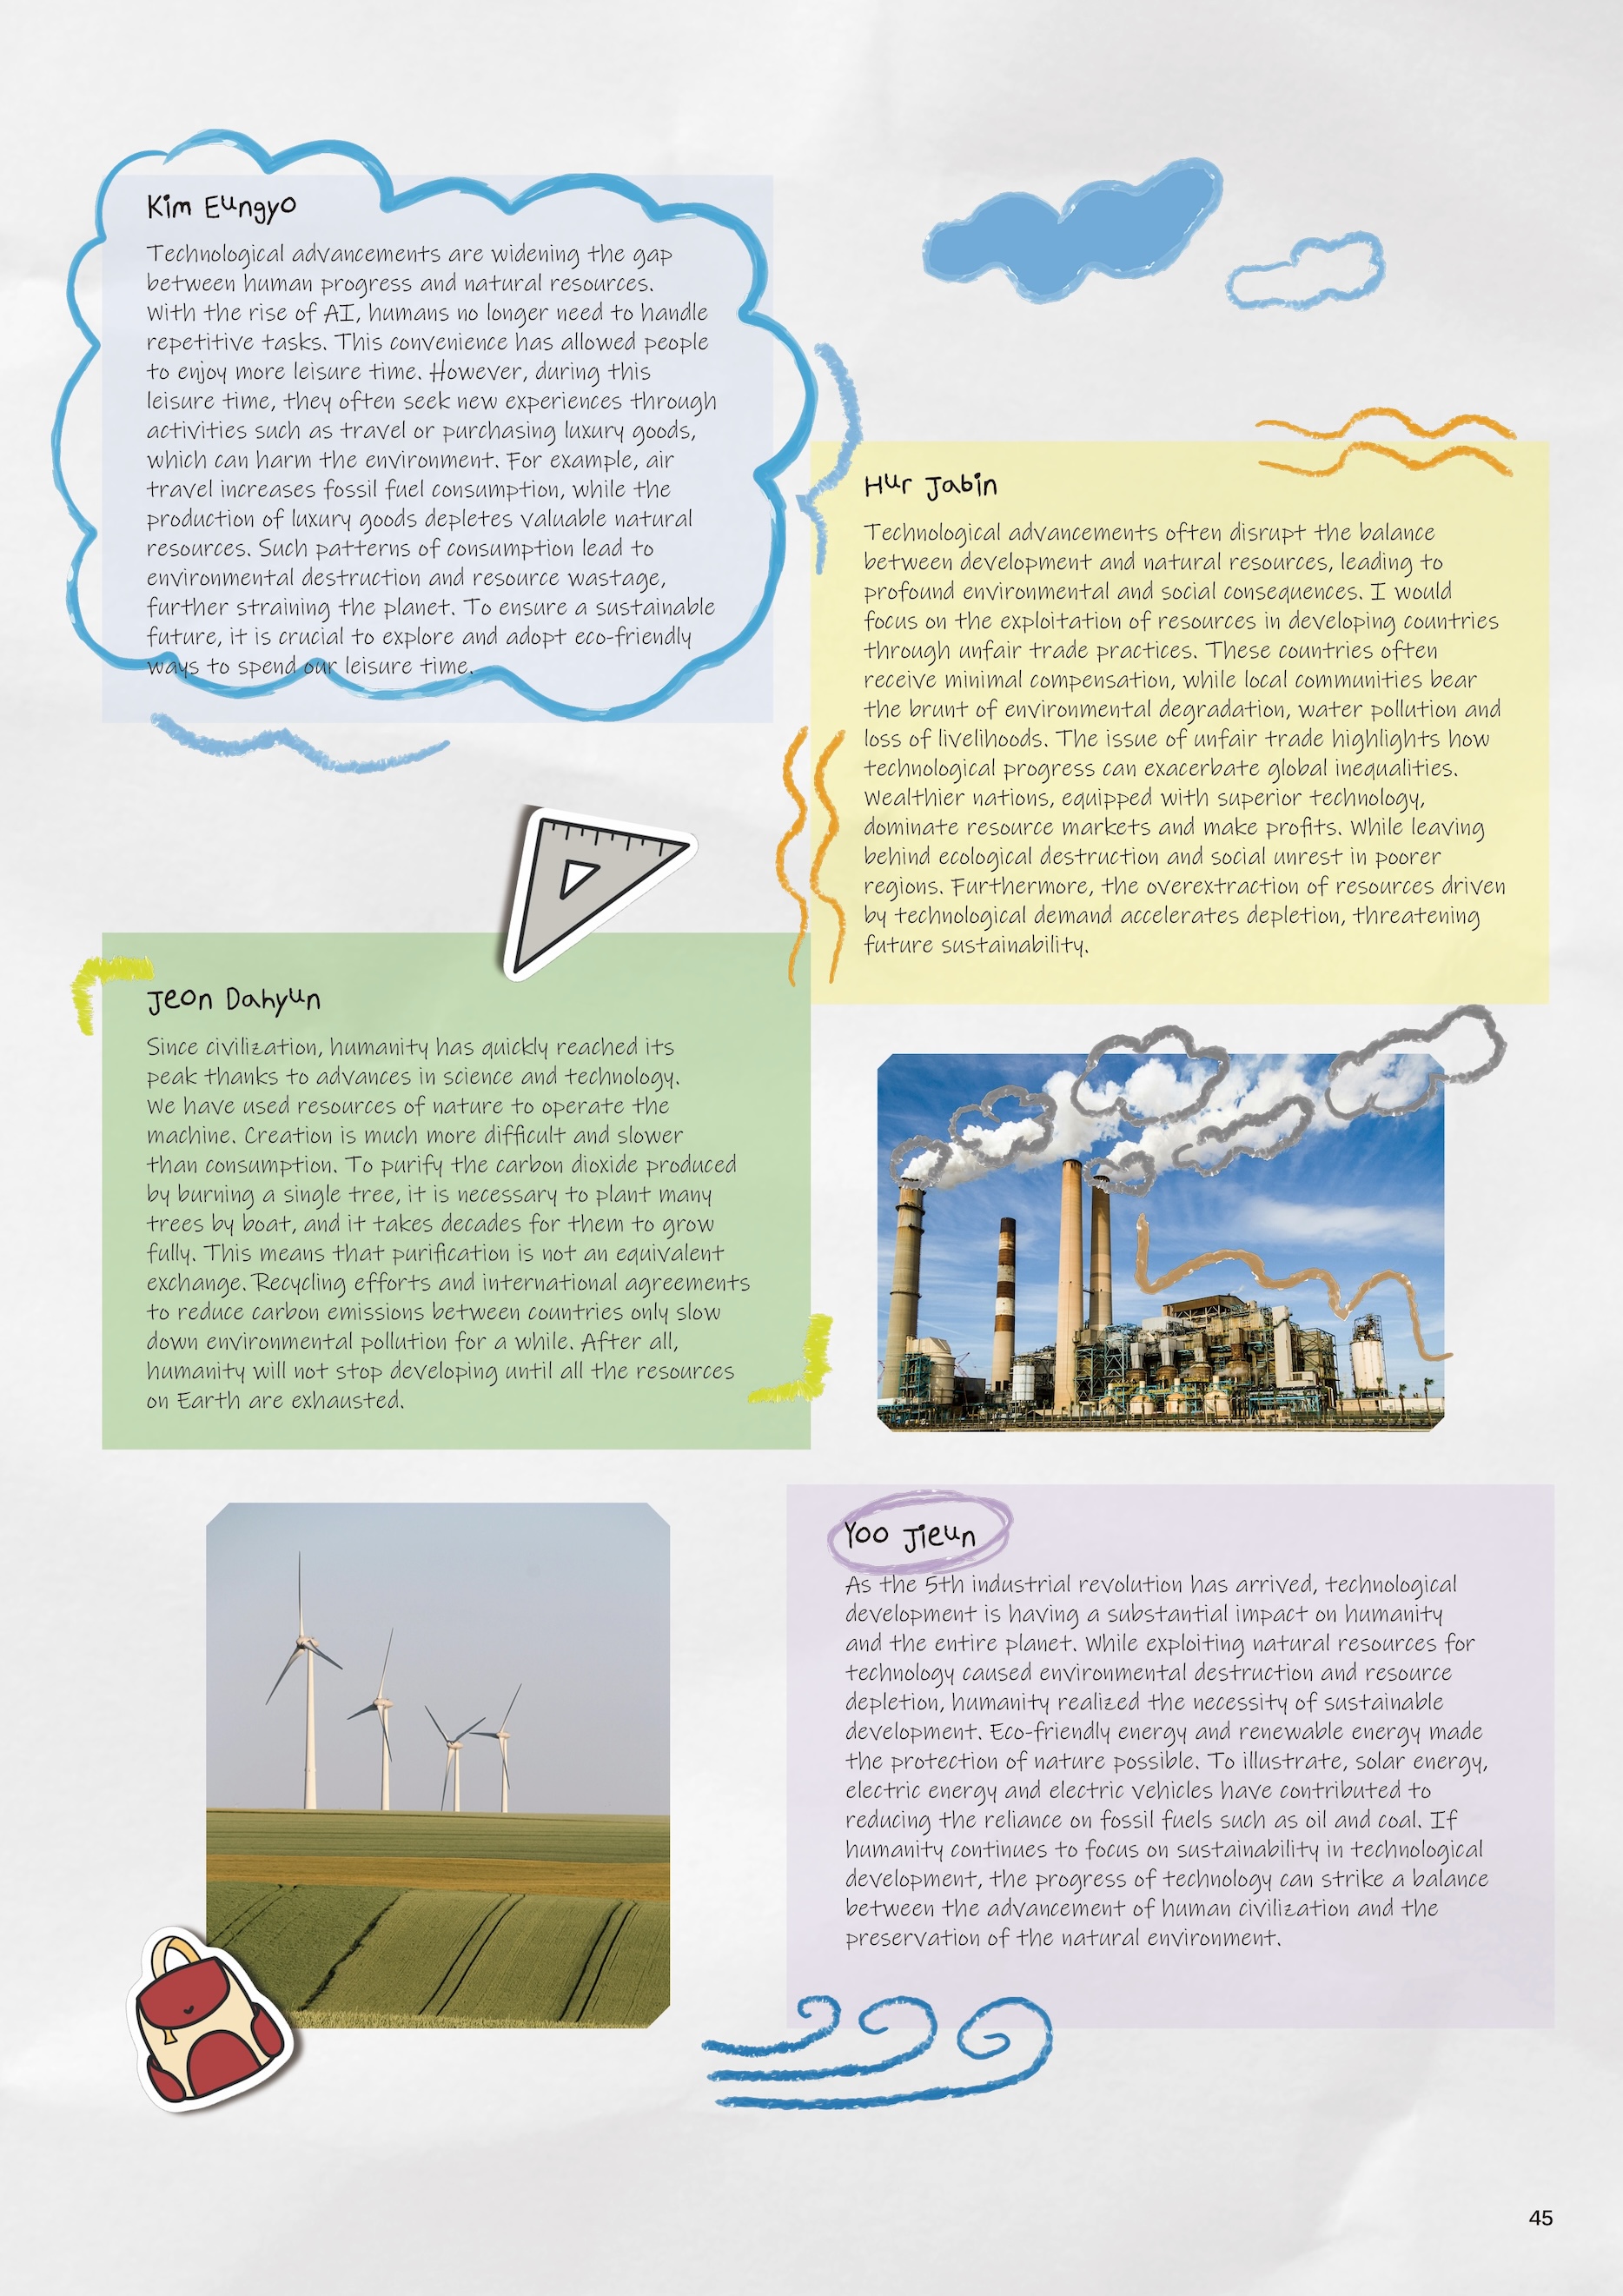 Kim Eungyo
Technological advancements are widening the gap
between human progress and natural resources.
With the rise of AI, humans no longer need to handle
repetitive tasks. This convenience has allowed people
to enjoy more leisure time. However, during this
leisure time, they often seek new experiences through
activities such as travel or purchasing luxury goods,
which can harm the environment. For example, air
travel increases fossil fuel consumption, while the
production of luxury goods depletes valuable natural
resources. Such patterns of consumption lead to
environmental destruction and resource wastage,
further straining the planet. To ensure a sustainable
future, it is crucial to explore and adopt eco-friendly
ways to spend our leisure time.
Hur Jabin
Technological advancements often disrupt the balance
between development and natural resources, leading to
profound environmental and social consequences. I would
focus on the exploitation of resources in developing countries
through unfair trade practices. These countries often
receive minimal compensation, while local communities bear
the brunt of environmental degradation, water pollution and
loss of livelihoods. The issue of unfair trade highlights how
technological progress can exacerbate global inequalities.
Wealthier nations, equipped with superior technology,
dominate resource markets and make profits. While leaving
behind ecological destruction and social unrest in poorer
regions. Furthermore, the overextraction of resources driven
by technological demand accelerates depletion, threatening
future sustainability.
Jeon Dahyun
Since civilization, humanity has quickly reached its
peak thanks to advances in science and technology.
We have used resources of nature to operate the
machine. Creation is much more difficult and slower
than consumption. To purify the carbon dioxide produced
by burning a single tree, it is necessary to plant many
trees by boat, and it takes decades for them to grow
fully. This means that purification is not an equivalent
exchange. Recycling efforts and international agreements
to reduce carbon emissions between countries only slow
down environmental pollution for a while. After all,
humanity will not stop developing until all the resources
on Earth are exhausted.
Yoo Jieun
As the 5th industrial revolution has arrived, technological
development is having a substantial impact on humanity
and the entire planet. While exploiting natural resources for
technology caused environmental destruction and resource
depletion, humanity realized the necessity of sustainable
development. Eco-friendly energy and renewable energy made
the protection of nature possible. To illustrate, solar energy,
electric energy and electric vehicles have contributed to
reducing the reliance on fossil fuels such as oil and coal. If
humanity continues to focus on sustainability in technological
development, the progress of technology can strike a balance
between the advancement of human civilization and the
preservation of the natural environment.
45